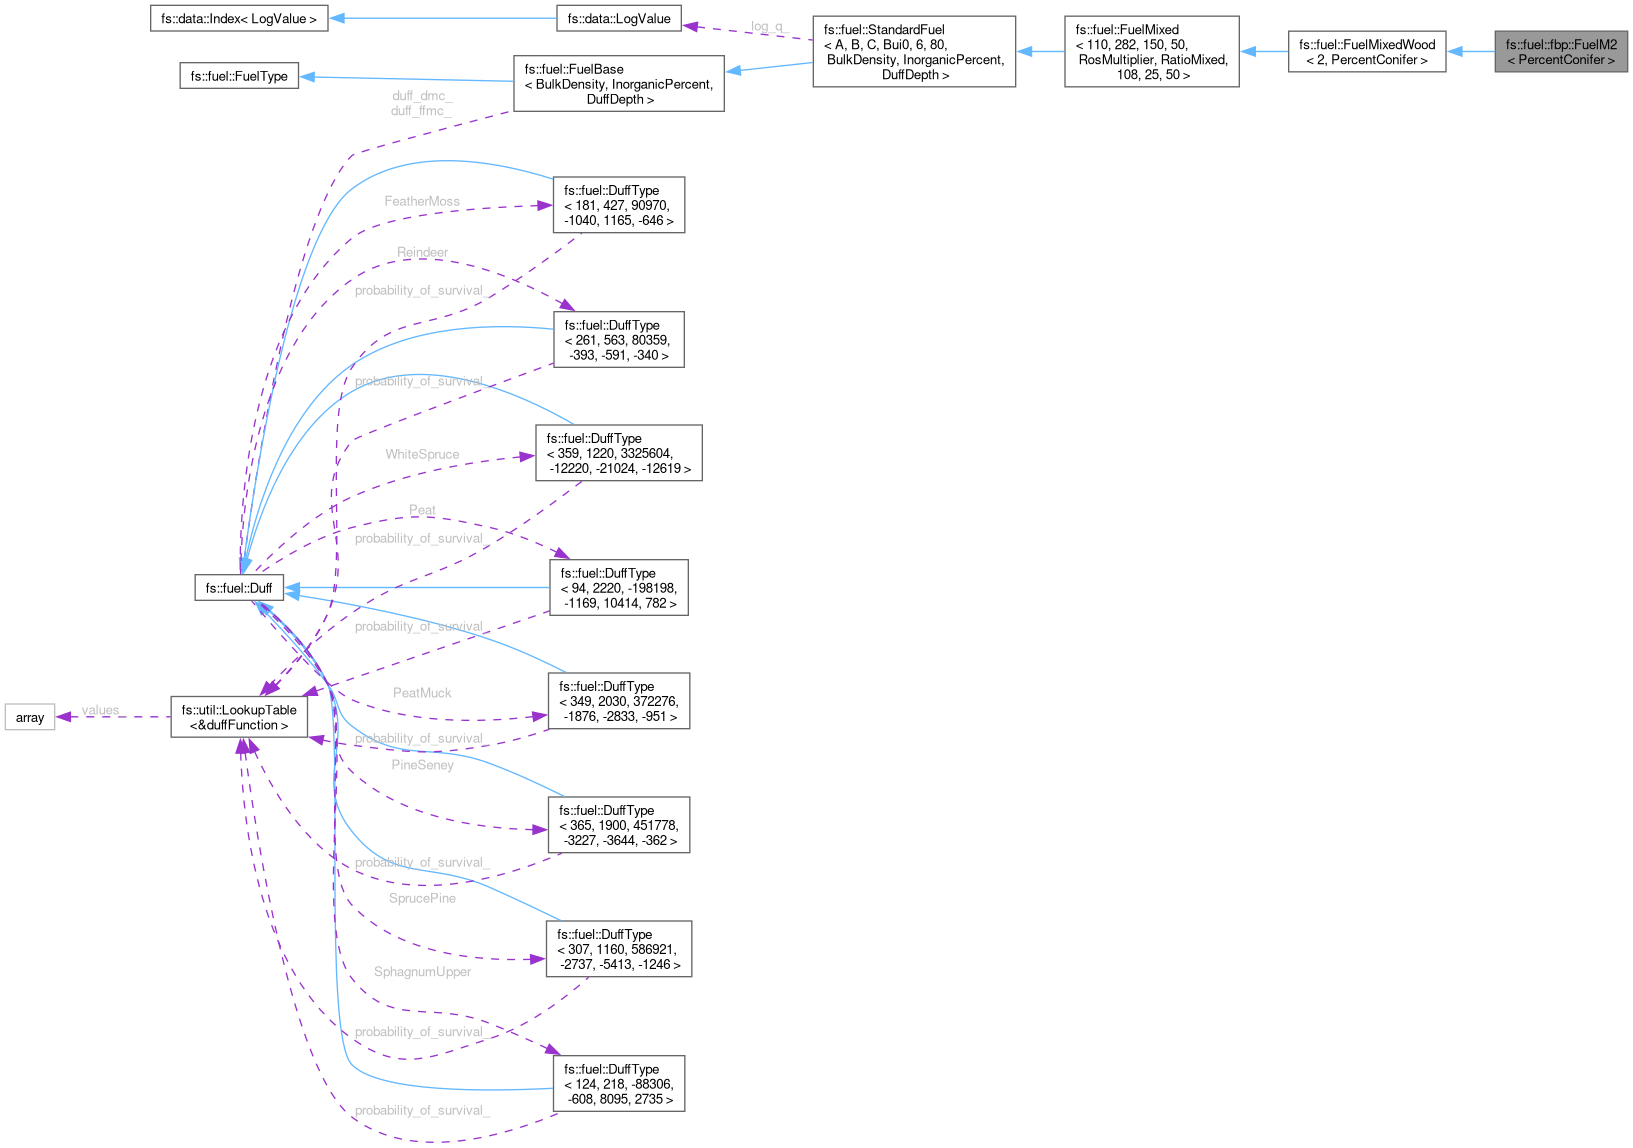 fs::data::Index< LogValue >
fs::data::LogValue
log_q_
fs::fuel::StandardFuel
< A, B, C, Bui0, 6, 80,
BulkDensity, InorganicPercent,
DuffDepth >
fs::fuel::FuelMixed
< 110, 282, 150, 50,
RosMultiplier, RatioMixed,
108, 25, 50 >
fs::fuel::FuelMixedWood
< 2, PercentConifer >
fs::fuel::fbp::FuelM2
< PercentConifer >
fs::fuel::FuelType
fs::fuel::FuelBase
< BulkDensity, InorganicPercent,
DuffDepth >
duff_dmc_
duff_ffmc_
fs::fuel::DuffType
< 181, 427, 90970,
-1040, 1165, -646 >
FeatherMoss
Reindeer
probability_of_survival_
fs::fuel::DuffType
< 261, 563, 80359,
-393, -591, -340 >
probability_of_survival_
fs::fuel::DuffType
< 359, 1220, 3325604,
-12220, -21024, -12619 >
WhiteSpruce
Peat
probability_of_survival_
fs::fuel::Duff
fs::fuel::DuffType
< 94, 2220, -198198,
-1169, 10414, 782 >
probability_of_survival_
fs::fuel::DuffType
< 349, 2030, 372276,
-1876, -2833, -951 >
PeatMuck
array
values
fs::util::LookupTable
<&duffFunction >
probability_of_survival_
PineSeney
fs::fuel::DuffType
< 365, 1900, 451778,
-3227, -3644, -362 >
probability_of_survival_
SprucePine
fs::fuel::DuffType
< 307, 1160, 586921,
-2737, -5413, -1246 >
SphagnumUpper
probability_of_survival_
fs::fuel::DuffType
< 124, 218, -88306,
-608, 8095, 2735 >
probability_of_survival_